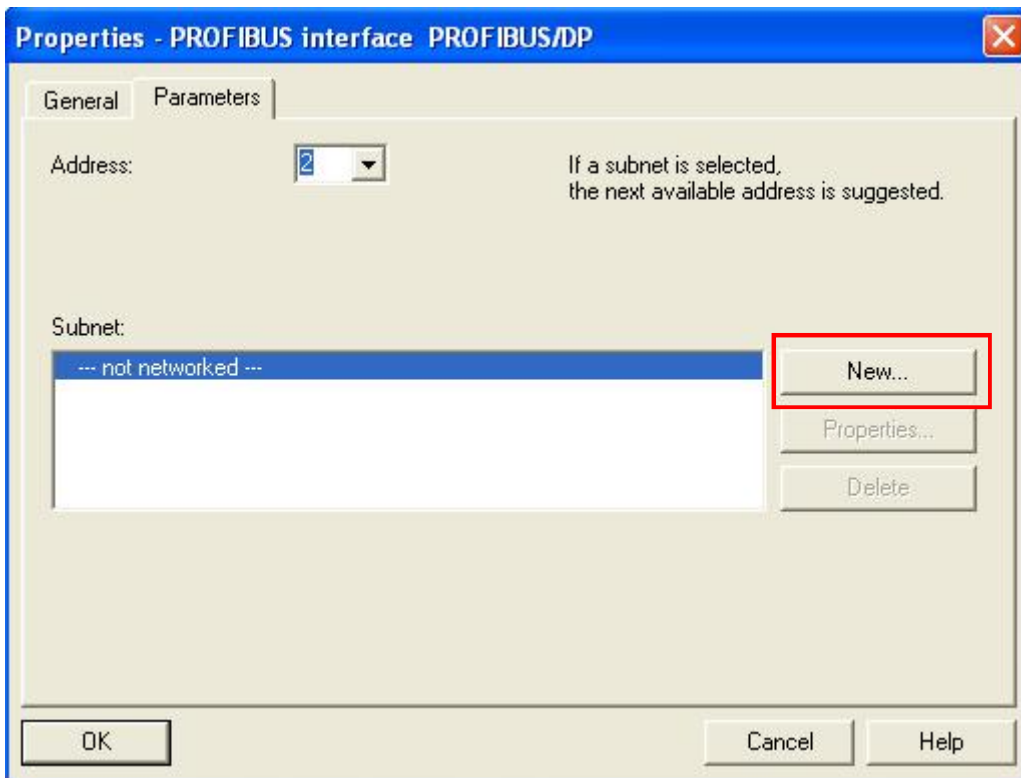 Properties - PROFIBUS interface PROFIBUS/DP
General Parameters
Address: 2
If a subnet is selected,
the next available address is suggested.
Subnet:
--- not networked ---
New...
Properties...
Delete
OK Cancel Help